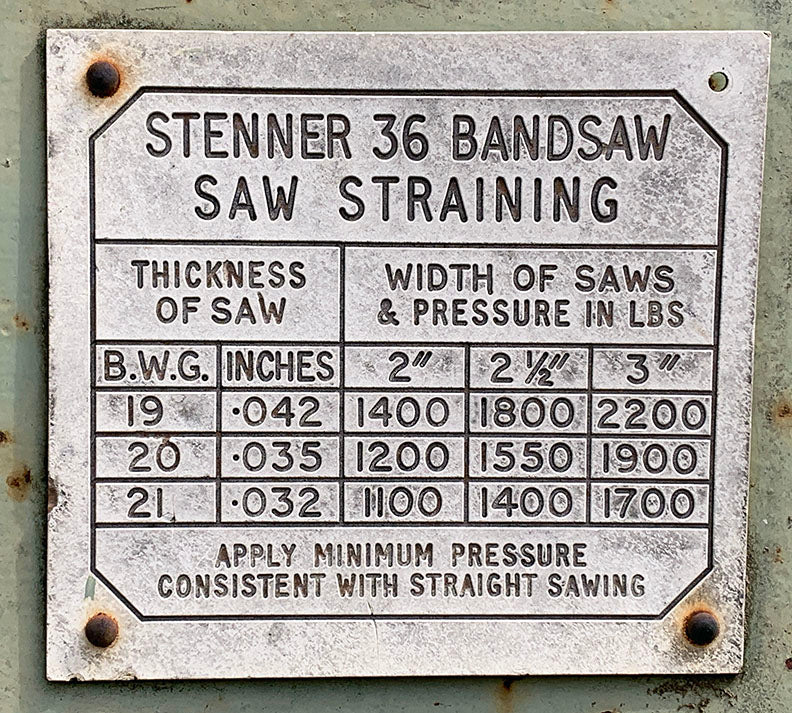 STENNER 36 BANDSAW
SAW STRAINING
THICKNESS
OF SAW
WIDTH OF SAWS
& PRESSURE IN LBS
B.W.G. INCHES 2" 2 ½" 3"
19 ·042 1400 1800 2200
20 ·035 1200 1550 1900
21 ·032 1100 1400 1700
APPLY MINIMUM PRESSURE
CONSISTENT WITH STRAIGHT SAWING